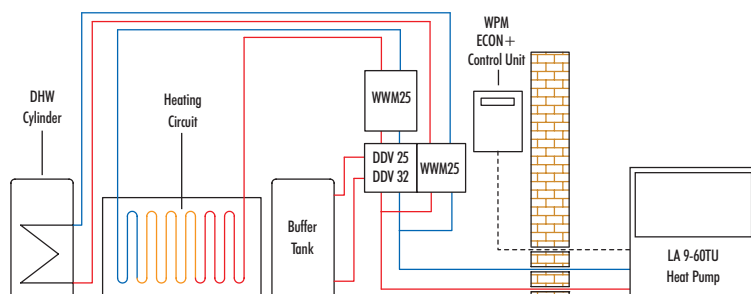 WPM
ECON+
Control Unit
DHW
Cylinder
Heating
Circuit
WWM25
DDV 25
DDV 32
WWM25
Buffer
Tank
LA 9-60TU
Heat Pump